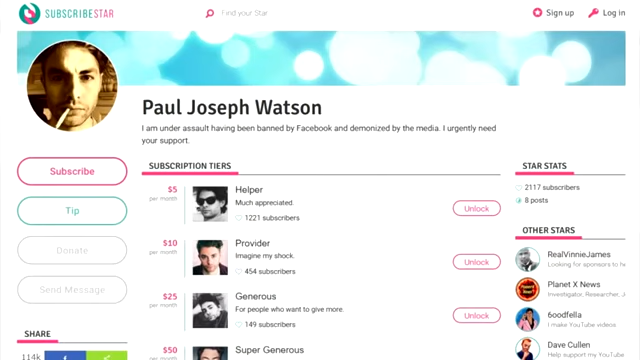 SUBSCRIBESTAR
Find your Star
Sign up
Log in
Paul Joseph Watson
I am under assault having been banned by Facebook and demonized by the media. I urgently need
your support.
Subscribe
Tip
Donate
Send Message
SHARE
114k
SUBSCRIPTION TIERS
$5
per month
Helper
Much appreciated.
1221 subscribers
Unlock
$10
per month
Provider
Imagine my shock.
454 subscribers
Unlock
$25
per month
Generous
For people who want to give more.
149 subscribers
Unlock
$50
per month
Super Generous
STAR STATS
2117 subscribers
8 posts
OTHER STARS
RealVinnieJames
Looking for sponsors to he
Planet X News
Investigator, Researcher, J
6oodfella
I make YouTube videos
Dave Cullen